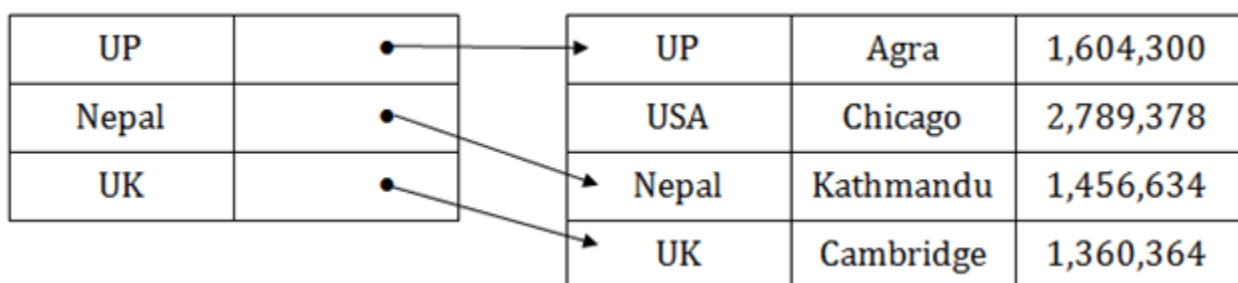 UP UP Agra 1,604,300
Nepal USA Chicago 2,789,378
UK Nepal Kathmandu 1,456,634
UK Cambridge 1,360,364